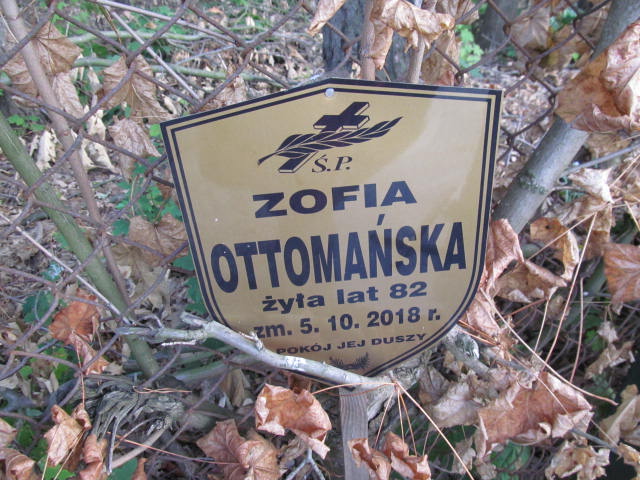 Ś.P.
ZOFIA
OTTOMAŃSKA
żyła lat 82
zm. 5. 10. 2018 r.
POKÓJ JEJ DUSZY